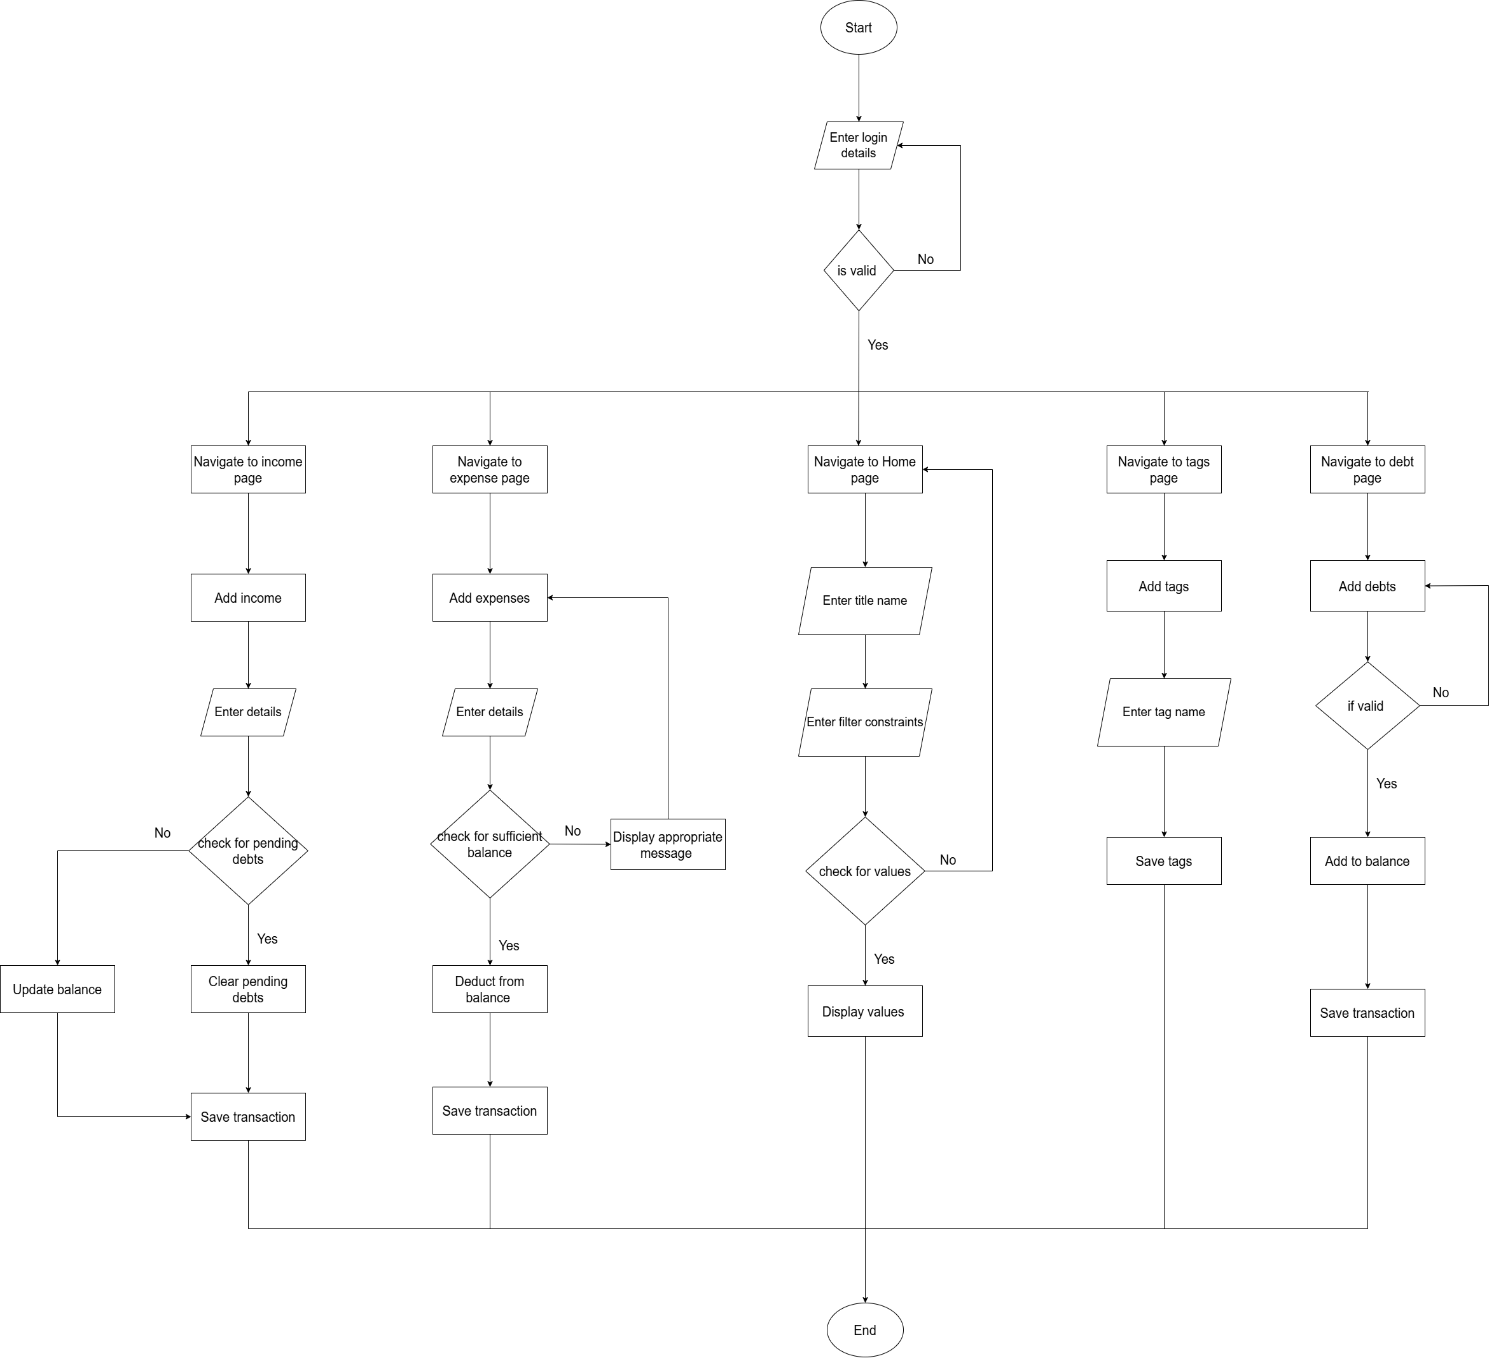 Start
Enter login
details
is valid
No
Yes
Navigate to income
page
Navigate to
expense page
Navigate to Home
page
Navigate to tags
page
Navigate to debt
page
Add income
Add expenses
Enter title name
Add tags
Add debts
Enter details
Enter details
Enter filter constraints
Enter tag name
if valid
No
Yes
No
check for pending
debts
check for sufficient
balance
No
Display appropriate
message
check for values
No
Save tags
Add to balance
Yes
Yes
Yes
Update balance
Clear pending
debts
Deduct from
balance
Display values
Save transaction
Save transaction
Save transaction
End